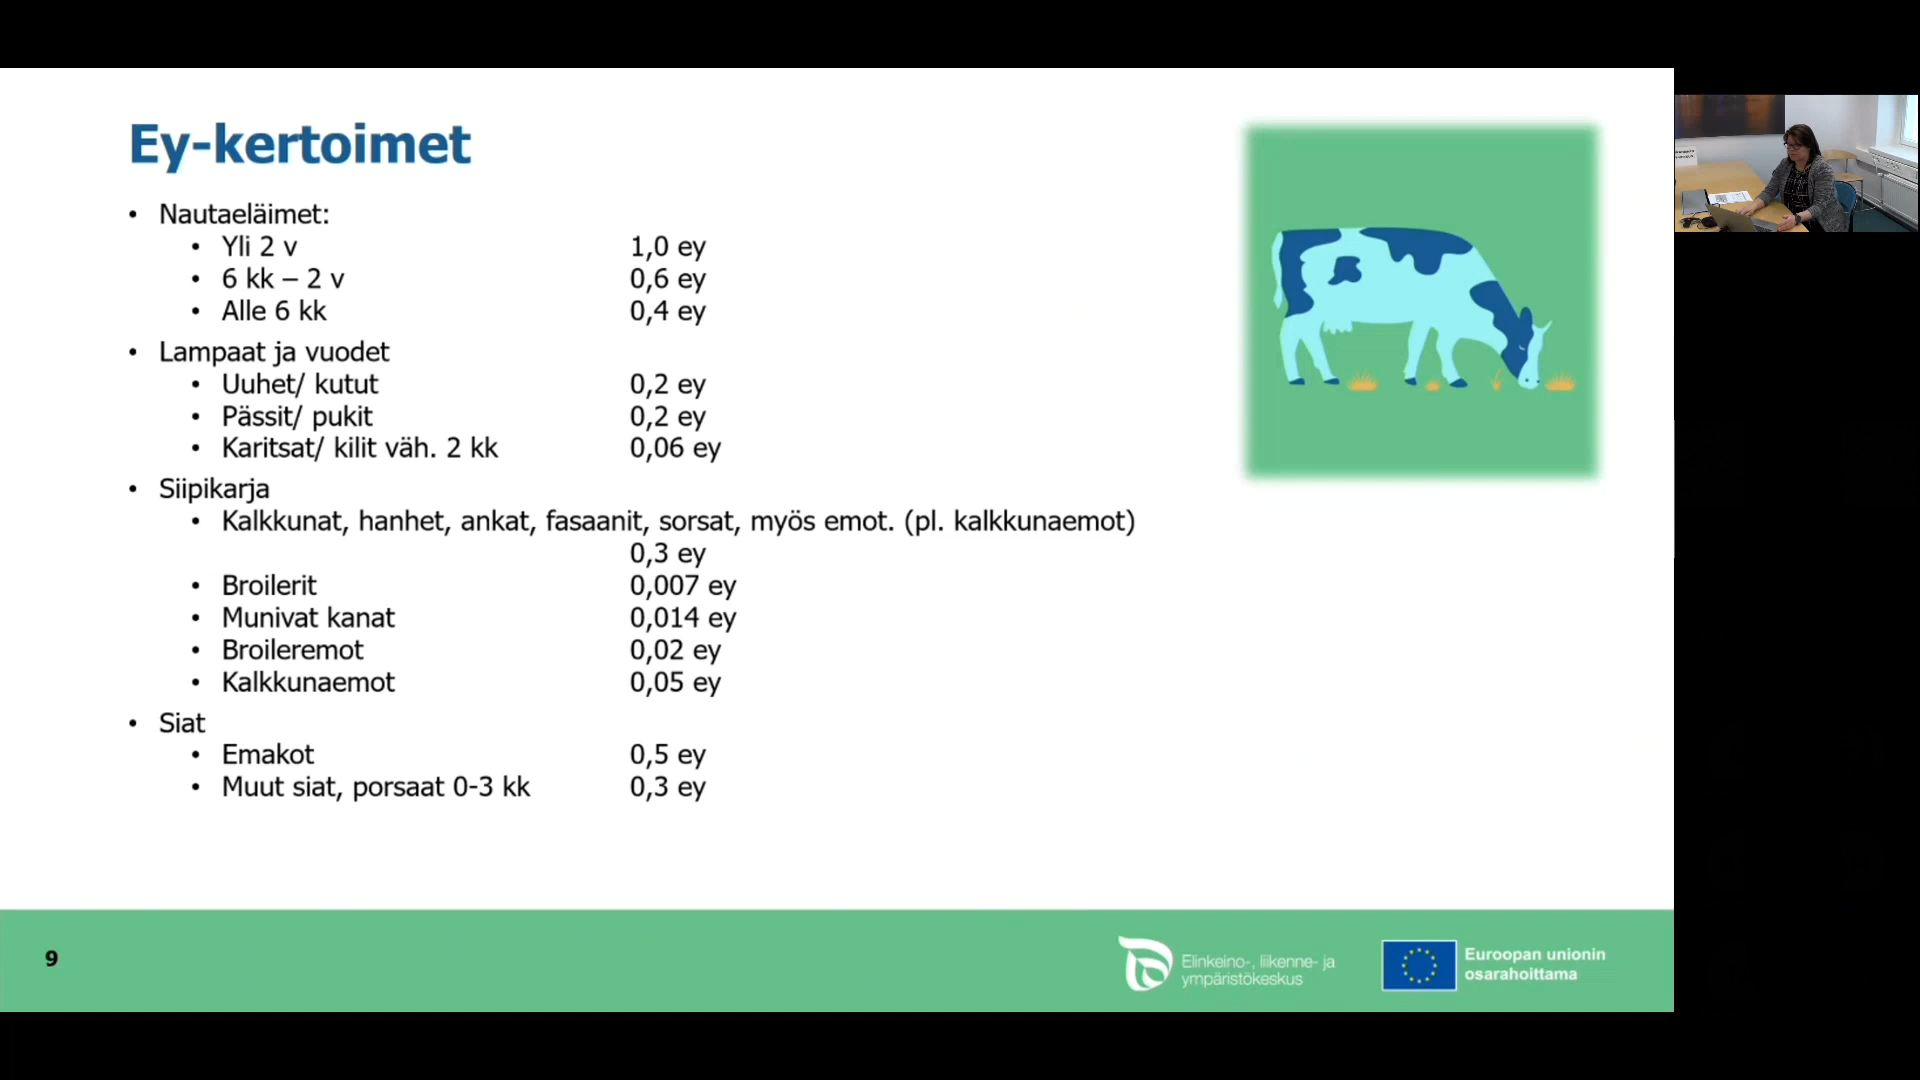 Ey-kertoimet
• Nautaeläimet:
• Yli 2 v 1,0 ey
• 6 kk – 2 v 0,6 ey
• Alle 6 kk 0,4 ey
• Lampaat ja vuodet
• Uuhet/ kutut 0,2 ey
• Pässit/ pukit 0,2 ey
• Karitsat/ kilit väh. 2 kk 0,06 ey
• Siipikarja
• Kalkkunat, hanhet, ankat, fasaanit, sorsat, myös emot. (pl. kalkkunaemot)
0,3 ey
• Broilerit 0,007 ey
• Munivat kanat 0,014 ey
• Broileremot 0,02 ey
• Kalkkunaemot 0,05 ey
• Siat
• Emakot 0,5 ey
• Muut siat, porsaat 0-3 kk 0,3 ey
9
Elinkeino-, liikenne- ja
ympäristökeskus
Euroopan unionin
osarahoittama